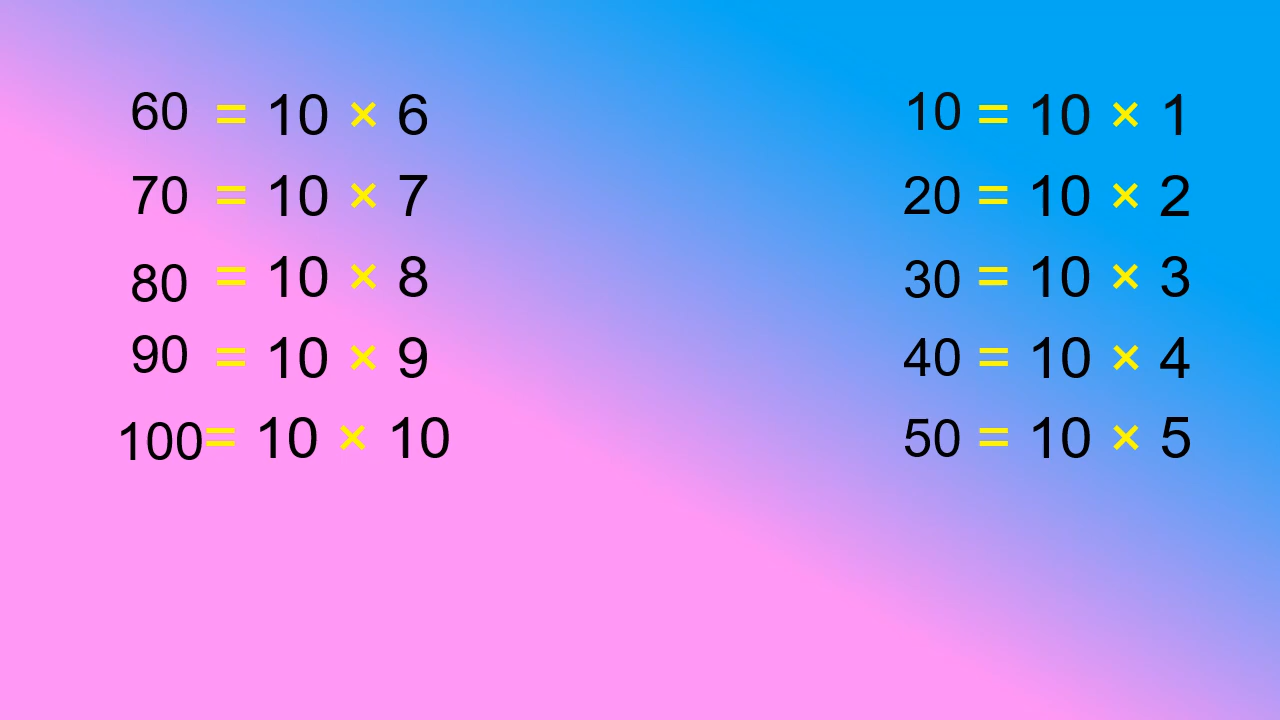 60 = 10 × 6
70 = 10 × 7
80 = 10 × 8
90 = 10 × 9
100= 10 × 10
10 = 10 × 1
20 = 10 × 2
30 = 10 × 3
40 = 10 × 4
50 = 10 × 5